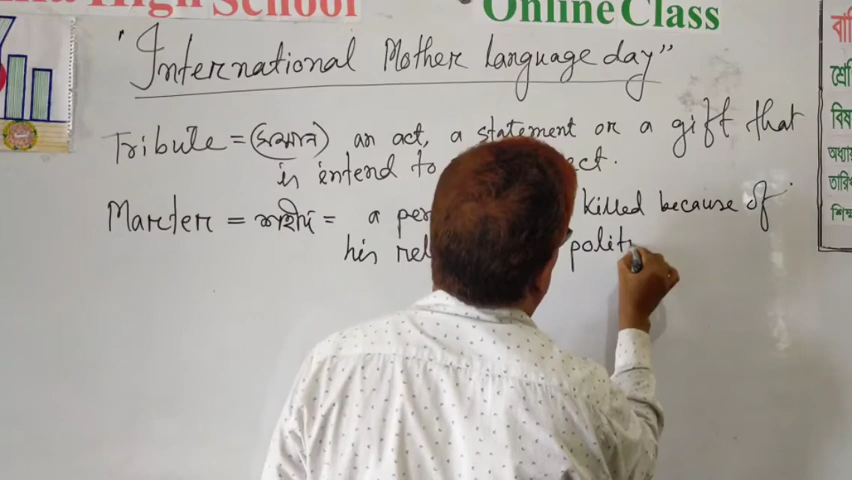 High School
Online Class
"International Mother Language day"
Tribute = (সম্মান) an act, a statement or a gift that
is intend to
Marter = শহীদ = a per killed because of
his rel polit